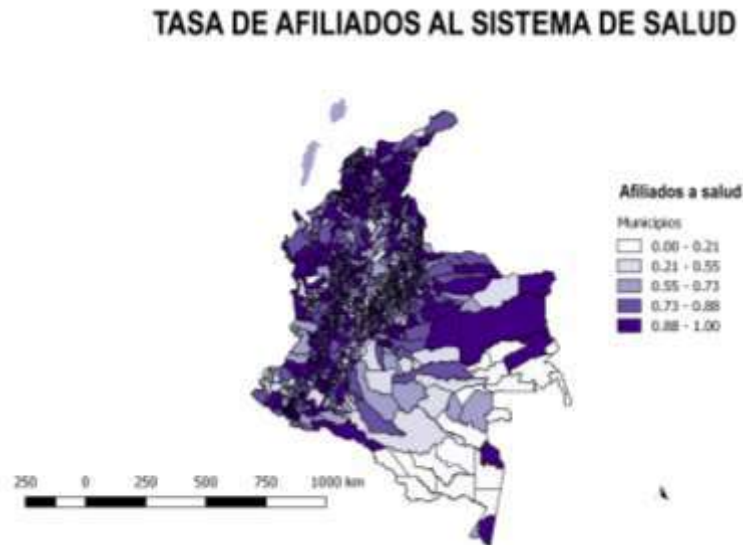 TASA DE AFILIADOS AL SISTEMA DE SALUD
Afiliados a salud
Municipios
0.00 - 0.21
0.21 - 0.55
0.55 - 0.73
0.73 - 0.88
0.88 - 1.00
250 0 250 500 750 1000 km